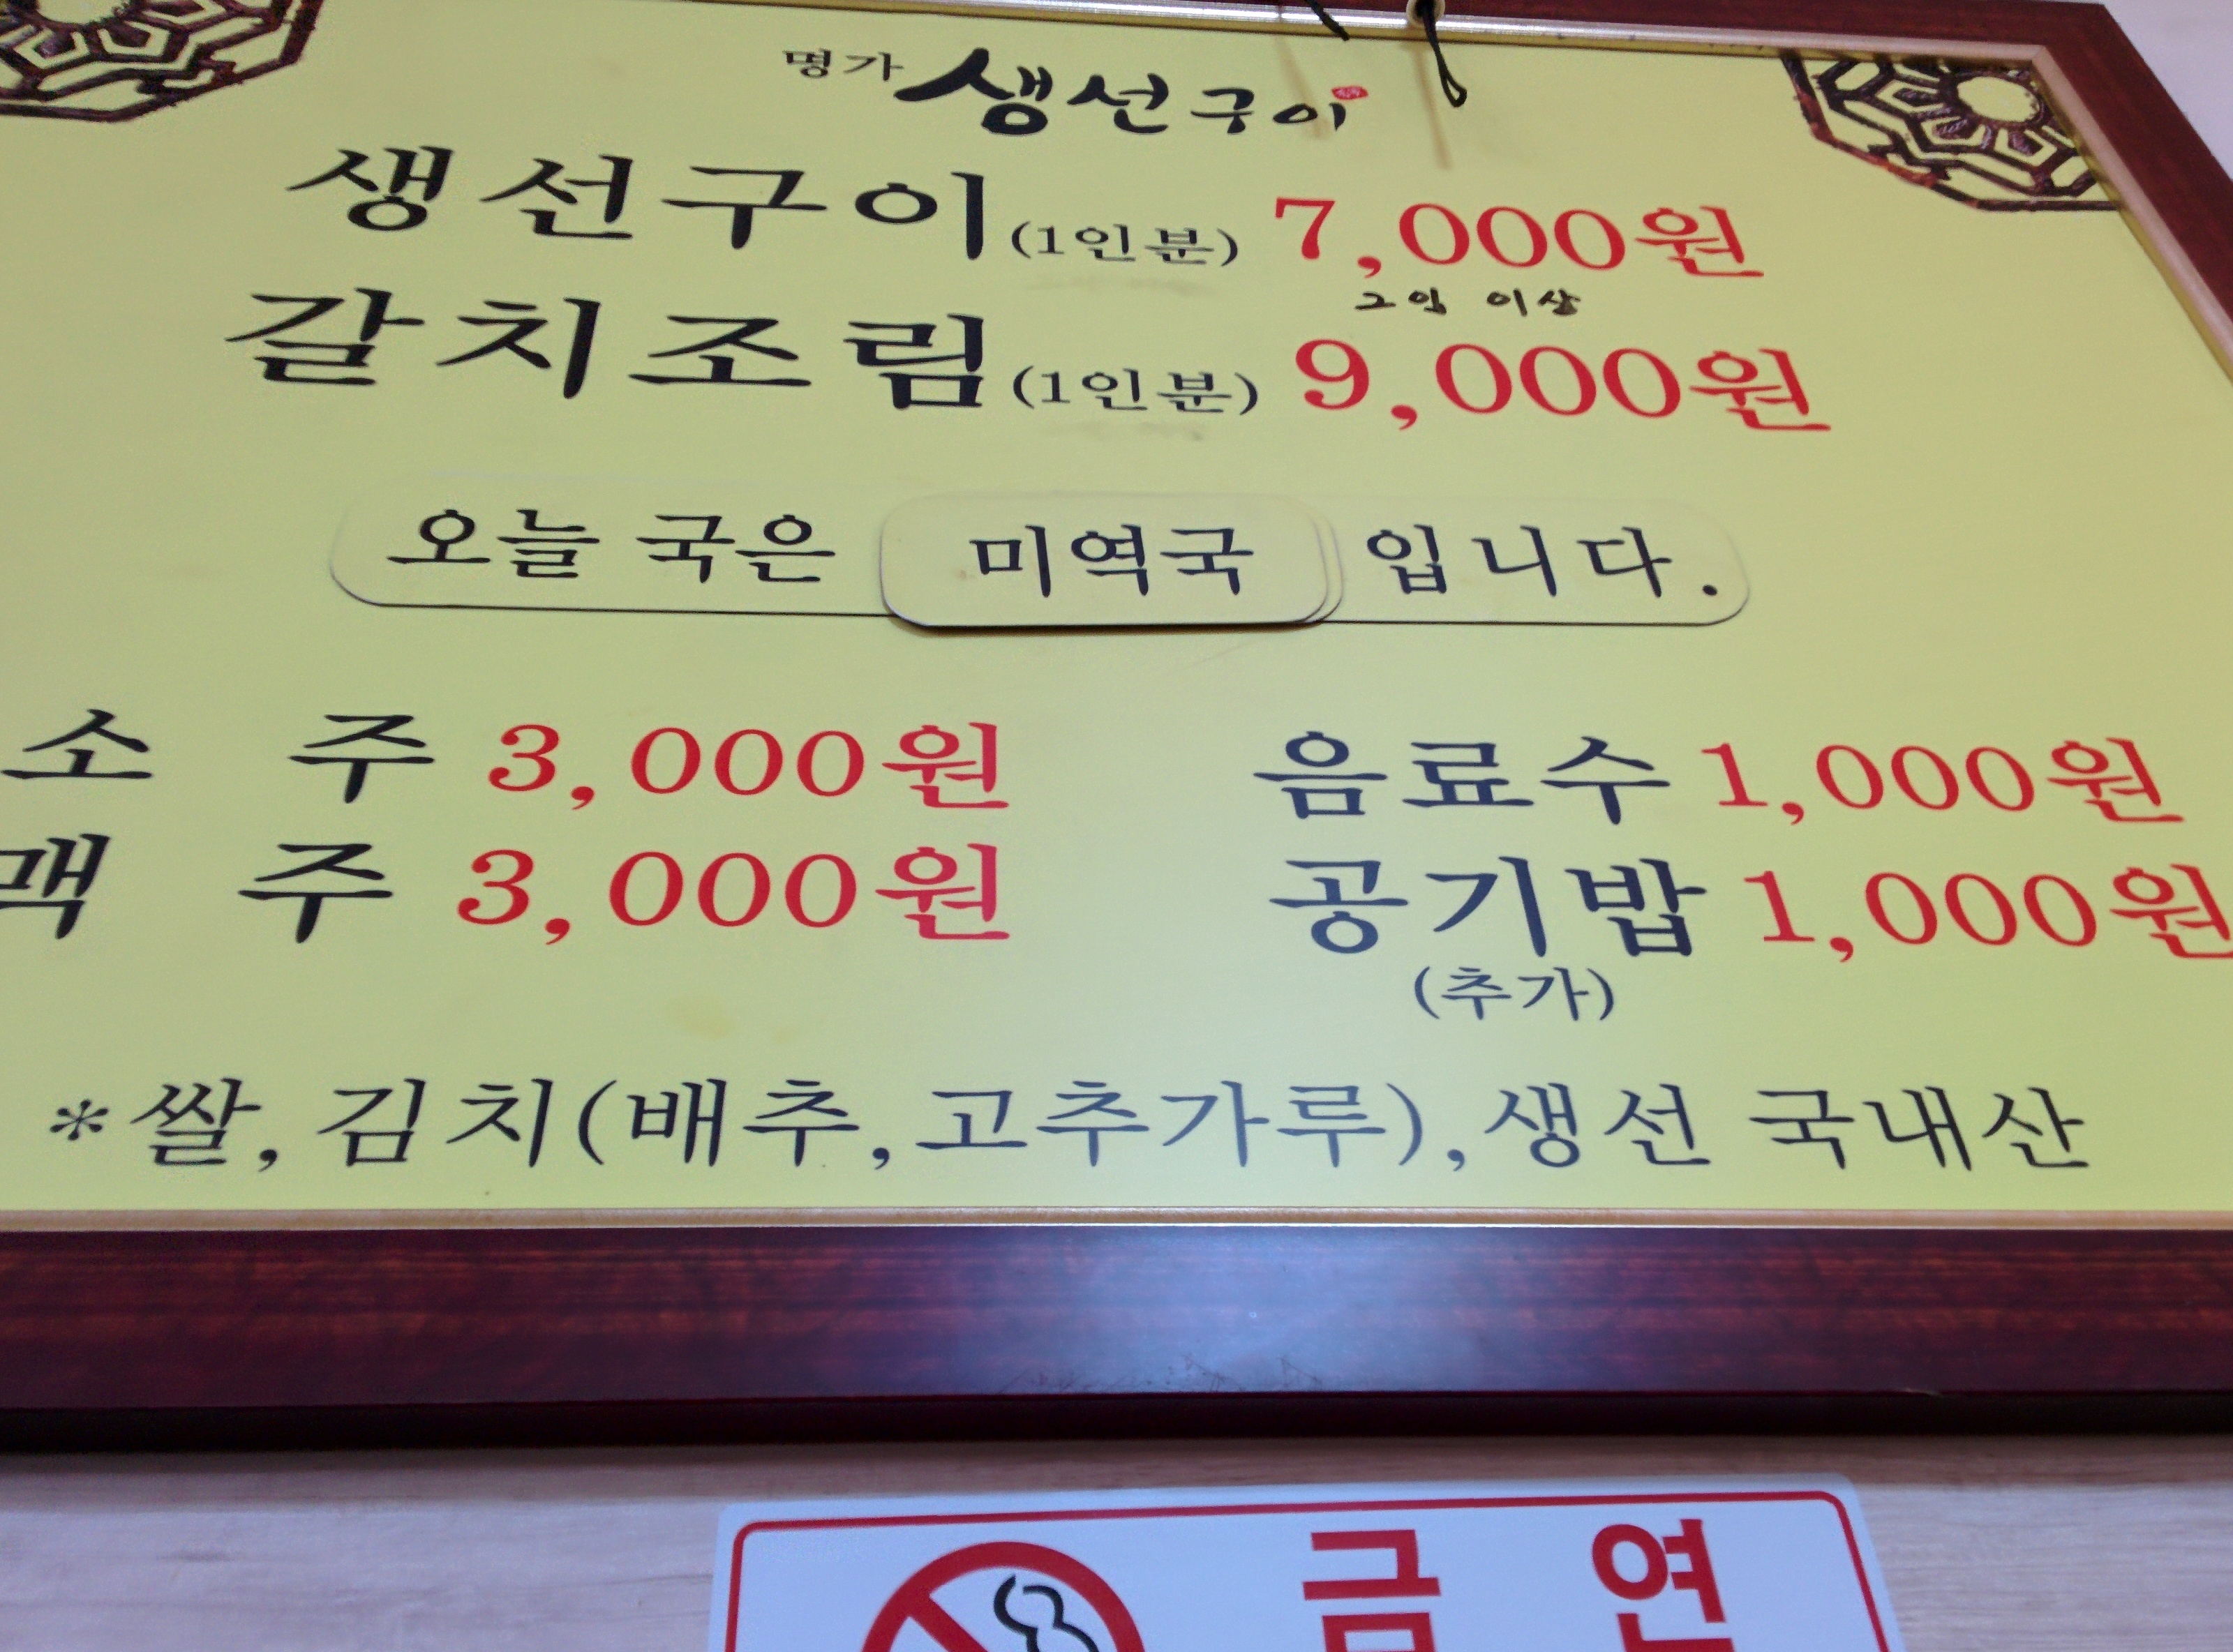 명가 생선구이
생선구이(1인분) 7,000원
2인 이상
갈치조림(1인분) 9,000원
오늘 국은 미역국 입니다.
소 주 3,000원 음료수 1,000원
맥 주 3,000원 공기밥 1,000원
(추가)
*쌀, 김치(배추, 고추가루), 생선 국내산
금연